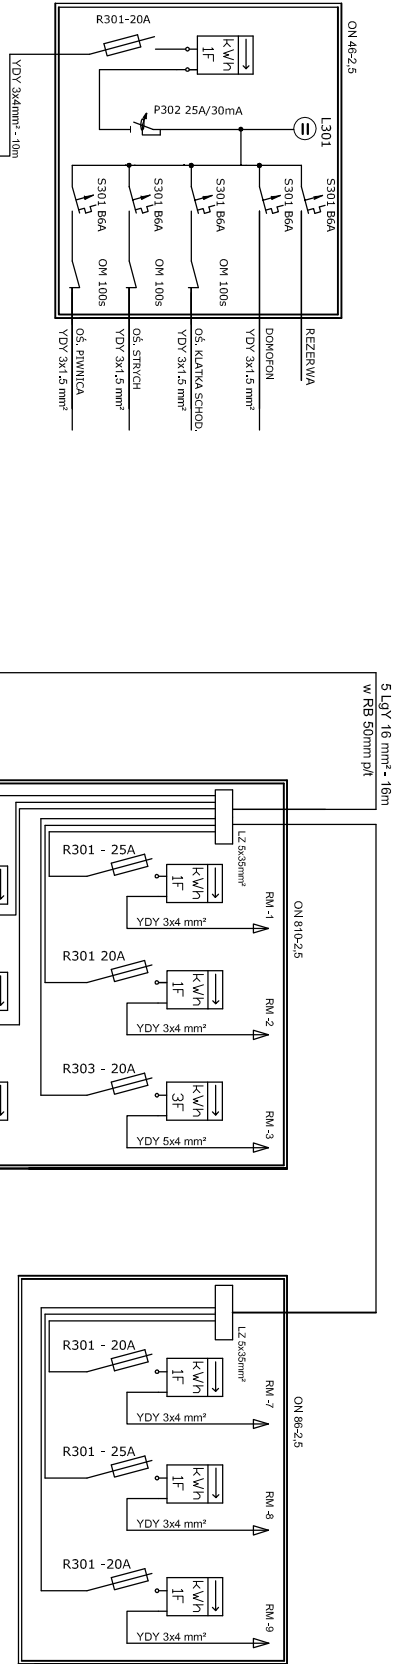 ON 46-2,5
R301-20A
kWh
1F
YDY 3x4mm² - 10m
P302 25A/30mA
L301
S301 B6A
S301 B6A
S301 B6A
S301 B6A
S301 B6A
OM 100s
OM 100s
OM 100s
OŚ. PIWNICA
YDY 3x1.5 mm²
OŚ. STRYCH
YDY 3x1.5 mm²
OŚ. KLATKA SCHOD.
YDY 3x1.5 mm²
DOMOFON
YDY 3x1.5 mm²
REZERWA
5 LgY 16 mm² - 16m
w RB 50mm p/t
ON 810-2,5
LZ 5x35mm²
R301 - 25A
kWh
1F
YDY 3x4 mm²
RM -1
R301 20A
kWh
1F
YDY 3x4 mm²
RM -2
R303 - 20A
kWh
3F
YDY 5x4 mm²
RM -3
ON 86-2,5
LZ 5x35mm²
R301 - 20A
kWh
1F
YDY 3x4 mm²
RM -7
R301 - 25A
kWh
1F
YDY 3x4 mm²
RM -8
R301 -20A
kWh
1F
YDY 3x4 mm²
RM -9